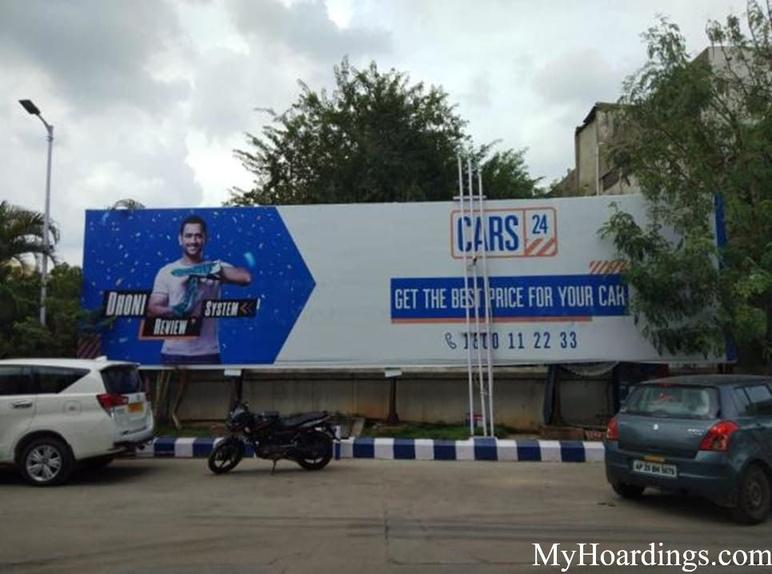 CARS 24
DHONI
REVIEW
SYSTEM
GET THE BEST PRICE FOR YOUR CAR
1800 11 22 33
MyHoardings.com